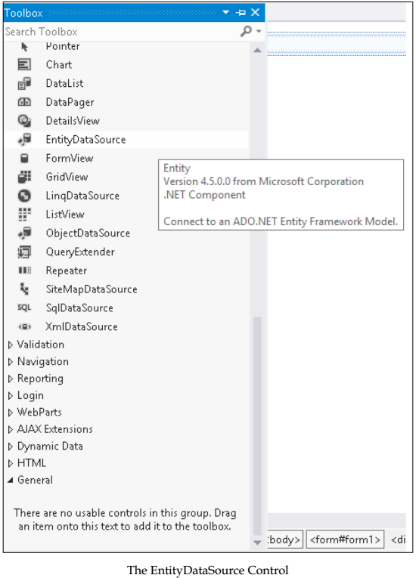 Toolbox
Search Toolbox
Pointer
Chart
DataList
DataPager
DetailsView
EntityDataSource
FormView
GridView
LinqDataSource
ListView
ObjectDataSource
QueryExtender
Repeater
SiteMapDataSource
SQL SqlDataSource
XmlDataSource
Entity
Version 4.5.0.0 from Microsoft Corporation
.NET Component
Connect to an ADO.NET Entity Framework Model.
Validation
Navigation
Reporting
Login
WebParts
AJAX Extensions
Dynamic Data
HTML
General
There are no usable controls in this group. Drag
an item onto this text to add it to the toolbox.
:body> <form#form1> <di
The EntityDataSource Control